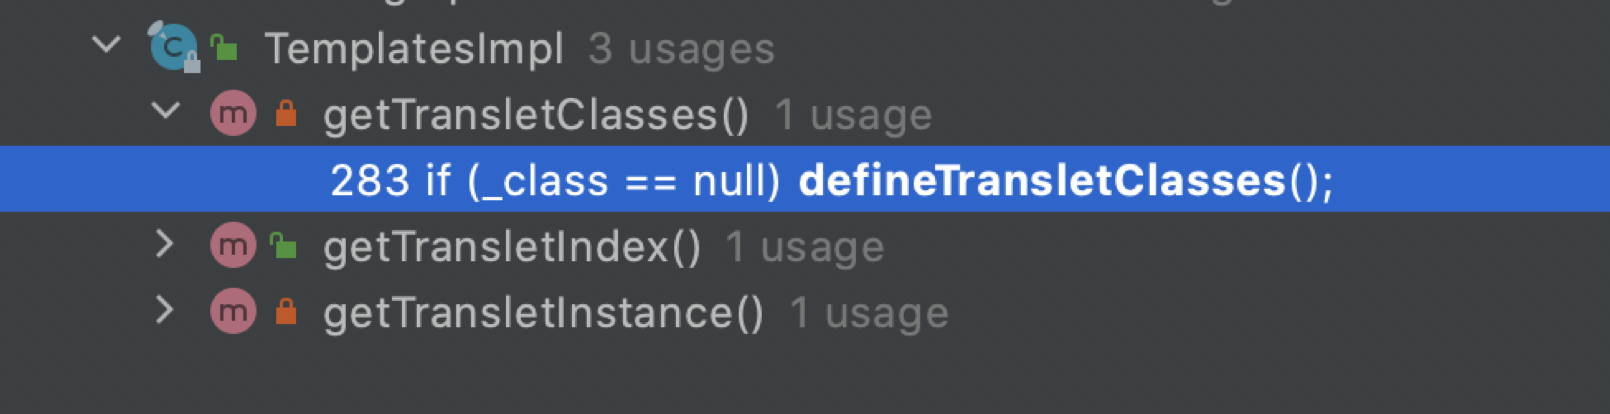 TemplatesImpl 3 usages
getTransletClasses() 1 usage
283 if (_class == null) defineTransletClasses();
getTransletIndex() 1 usage
getTransletInstance() 1 usage